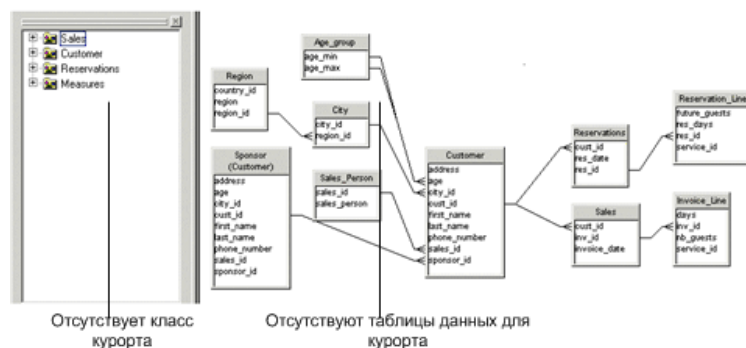 Sales
Customer
Reservations
Measures
Age_group
age_min
age_max
Region
country_id
region
region_id
City
city_id
region_id
Sponsor
(Customer)
address
age
city_id
cust_id
first_name
last_name
phone_number
sales_id
sponsor_id
Sales_Person
sales_id
sales_person
Customer
address
age
city_id
cust_id
first_name
last_name
phone_number
sales_id
sponsor_id
Reservations
cust_id
res_date
res_id
Reservation_Line
future_guests
res_days
res_id
service_id
Sales
cust_id
inv_id
invoice_date
Invoice_Line
days
inv_id
nb_guests
service_id
Отсутствует класс
курорта
Отсутствуют таблицы данных для
курорта